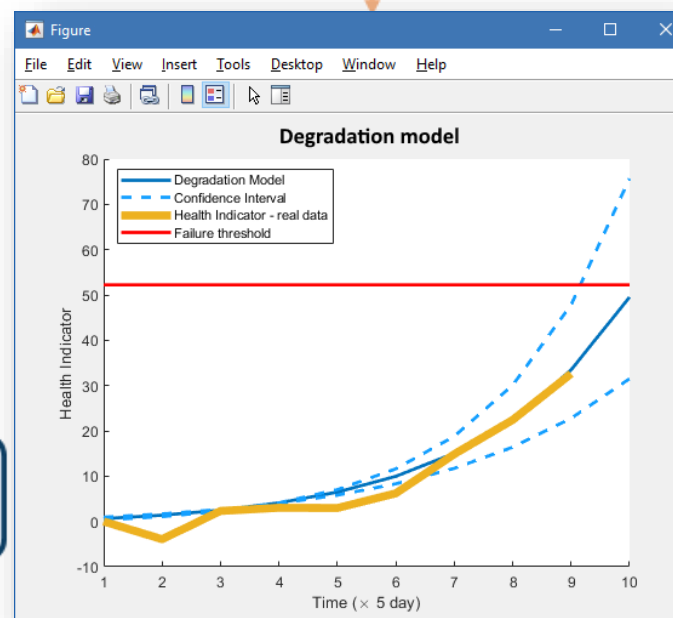 Figure
File Edit View Insert Tools Desktop Window Help
Degradation model
80
70
60
50
40
30
20
10
0
-10
Health Indicator
Degradation Model
Confidence Interval
Health Indicator - real data
Failure threshold
1 2 3 4 5 6 7 8 9 10
Time (× 5 day)